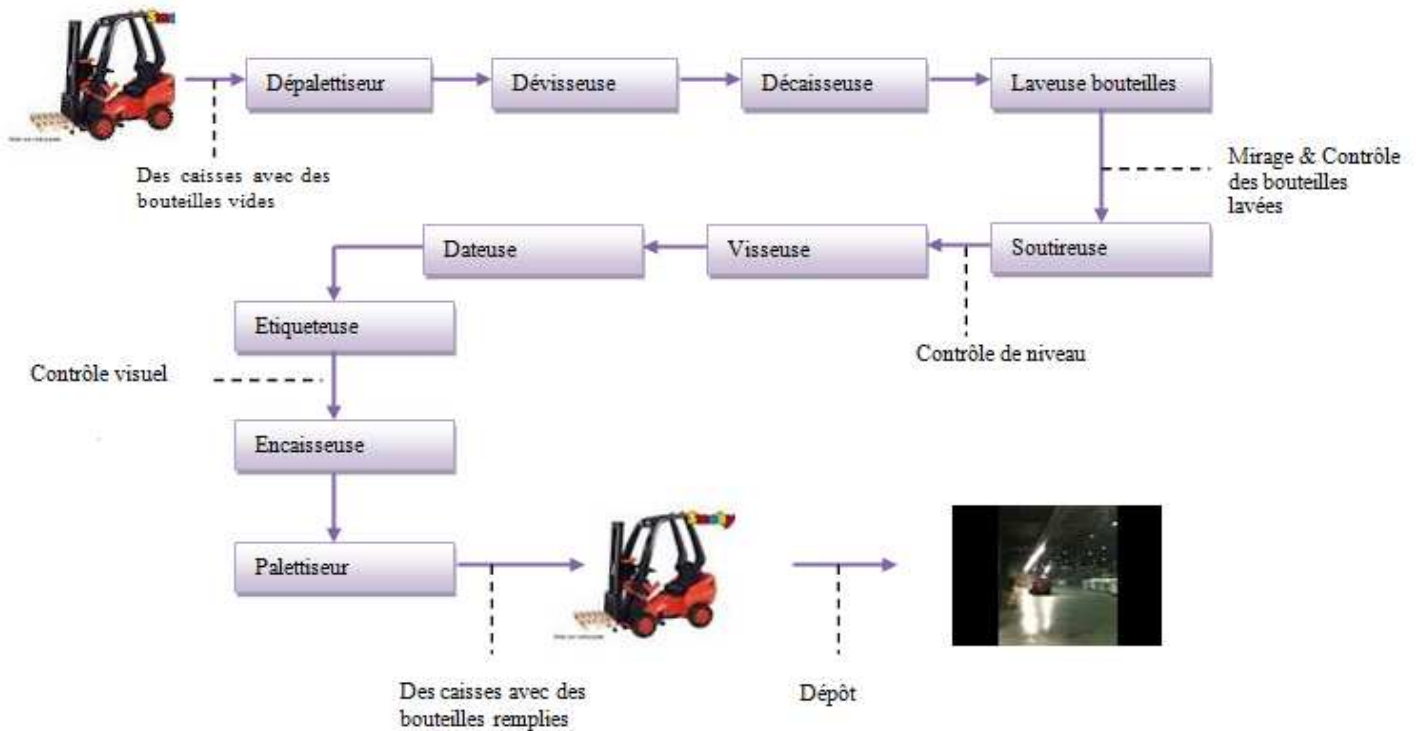 Dépalettiseur
Dévisseuse
Décaisseuse
Laveuse bouteilles
Des caisses avec des
bouteilles vides
Mirage & Contrôle
des bouteilles
lavées
Soutireuse
Visseuse
Dateuse
Contrôle de niveau
Etiqueteuse
Contrôle visuel
Encaisseuse
Palettiseur
Des caisses avec des
bouteilles remplies
Dépôt